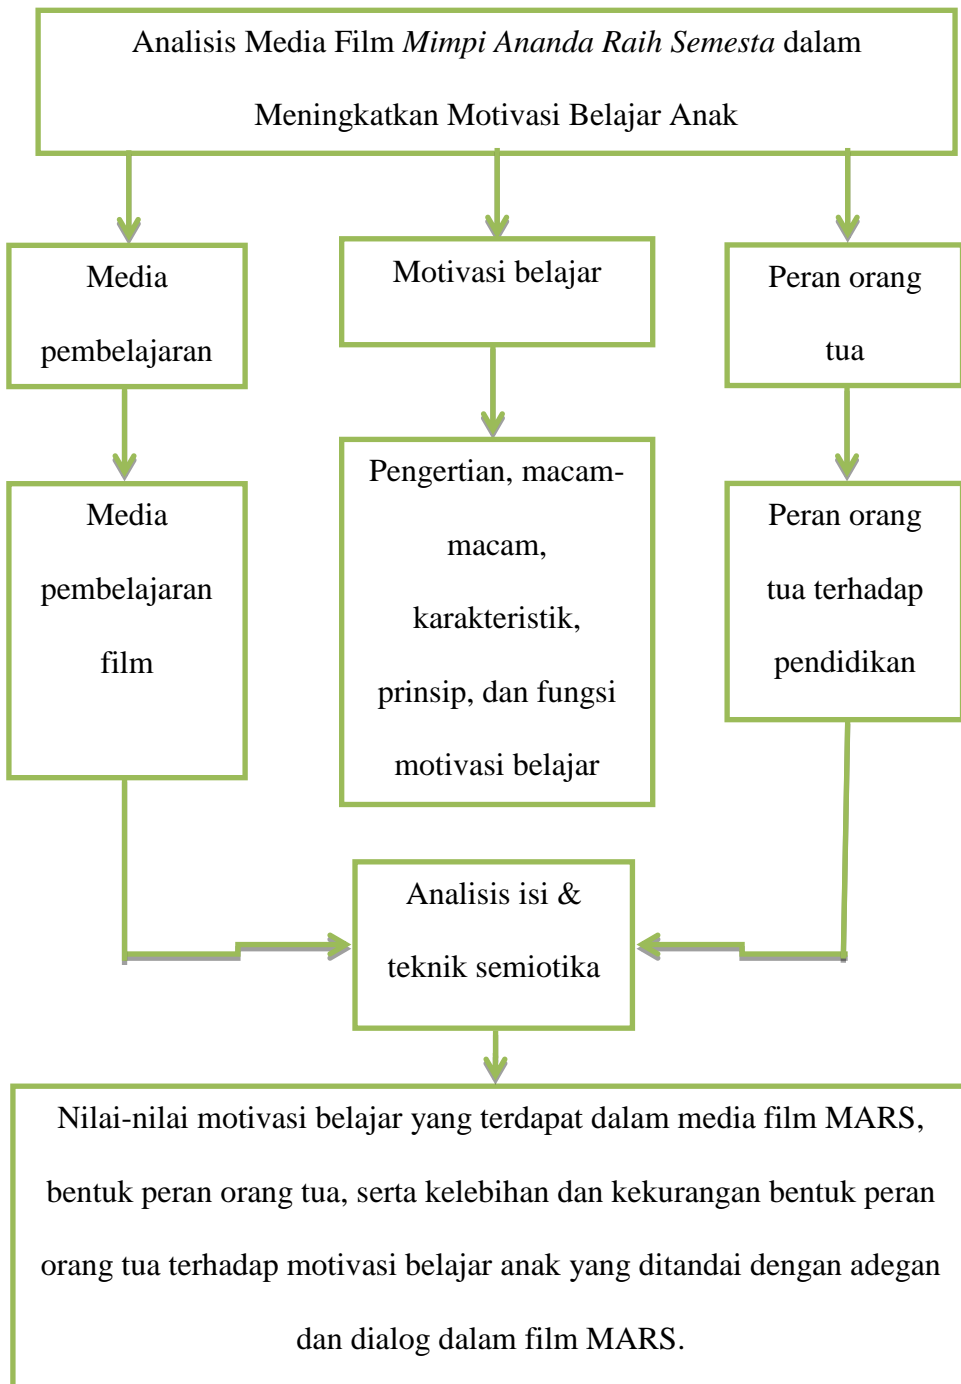 Analisis Media Film Mimpi Ananda Raih Semesta dalam
Meningkatkan Motivasi Belajar Anak
Media
pembelajaran
Motivasi belajar
Peran orang
tua
Media
pembelajaran
film
Pengertian, macam-
macam,
karakteristik,
prinsip, dan fungsi
motivasi belajar
Peran orang
tua terhadap
pendidikan
Analisis isi &
teknik semiotika
Nilai-nilai motivasi belajar yang terdapat dalam media film MARS,
bentuk peran orang tua, serta kelebihan dan kekurangan bentuk peran
orang tua terhadap motivasi belajar anak yang ditandai dengan adegan
dan dialog dalam film MARS.